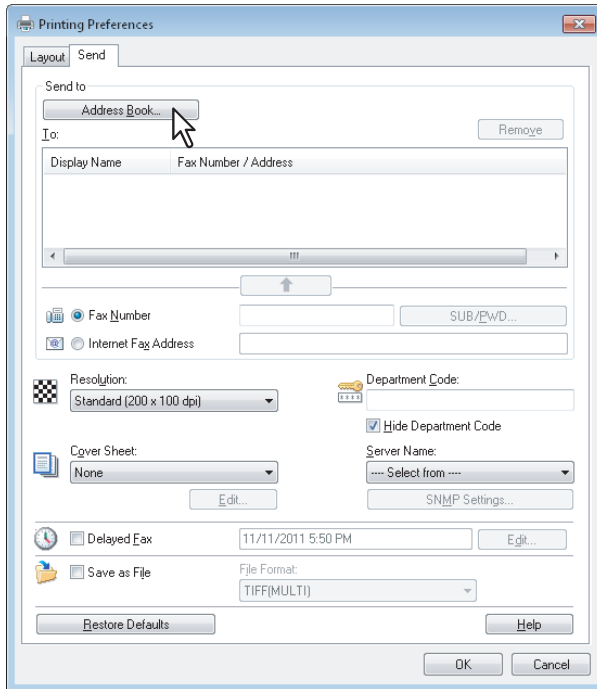 Printing Preferences
Layout Send
Send to
Address Book...
To: Remove
Display Name Fax Number / Address
Fax Number SUB/PWD...
Internet Fax Address
Resolution: Department Code:
Standard (200 x 100 dpi)
Hide Department Code
Cover Sheet: Server Name:
None ---- Select from ----
Edit... SNMP Settings...
Delayed Fax 11/11/2011 5:50 PM Edit...
Save as File File Format:
TIFF(MULTI)
Restore Defaults Help
OK Cancel